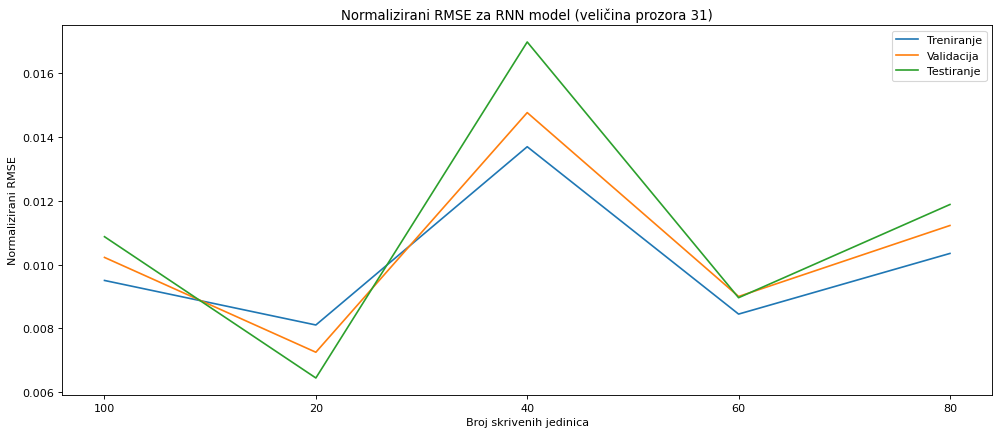 Normalizirani RMSE za RNN model (veličina prozora 31)
Treniranje
Validacija
Testiranje
Normalizirani RMSE
0.016
0.014
0.012
0.010
0.008
0.006
100 20 40 60 80
Broj skrivenih jedinica